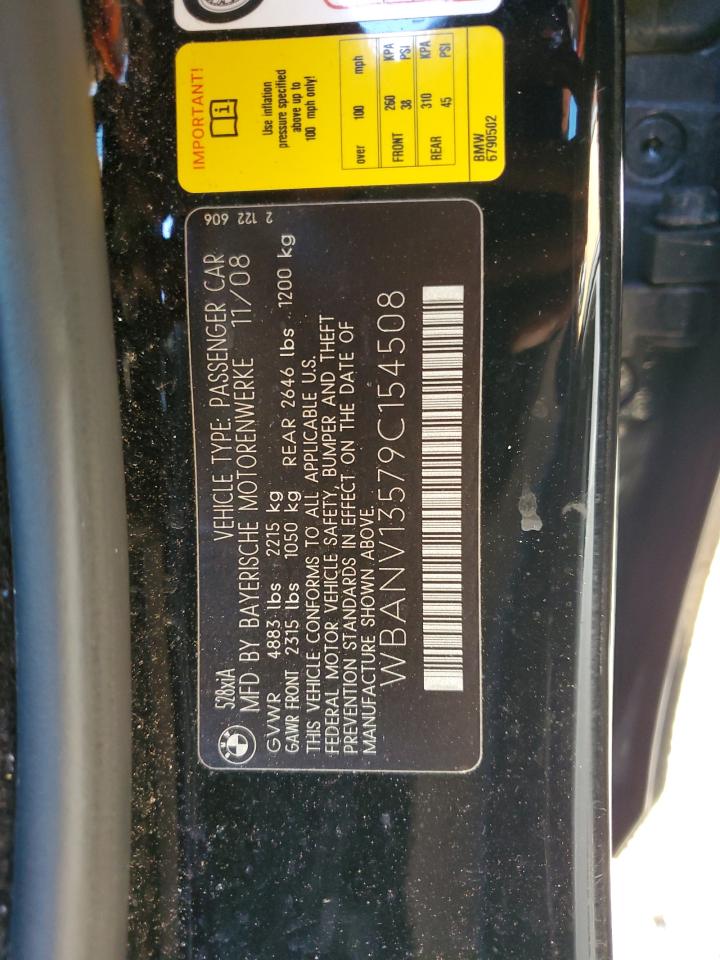 528xiA
VEHICLE TYPE: PASSENGER CAR
MFD BY BAYERISCHE MOTORENWERKE 11/08
GVWR 4883 lbs 2215 kg
GAWR FRONT 2315 lbs 1050 kg REAR 2646 lbs 1200 kg
THIS VEHICLE CONFORMS TO ALL APPLICABLE U.S.
FEDERAL MOTOR VEHICLE SAFETY, BUMPER AND THEFT
PREVENTION STANDARDS IN EFFECT ON THE DATE OF
MANUFACTURE SHOWN ABOVE.
WBANV13579C154508
2 122 606
IMPORTANT!
i
Use inflation
pressure specified
above up to
100 mph only!
over 100 mph
FRONT 260 KPA
38 PSI
REAR 310 KPA
45 PSI
BMW
6790502